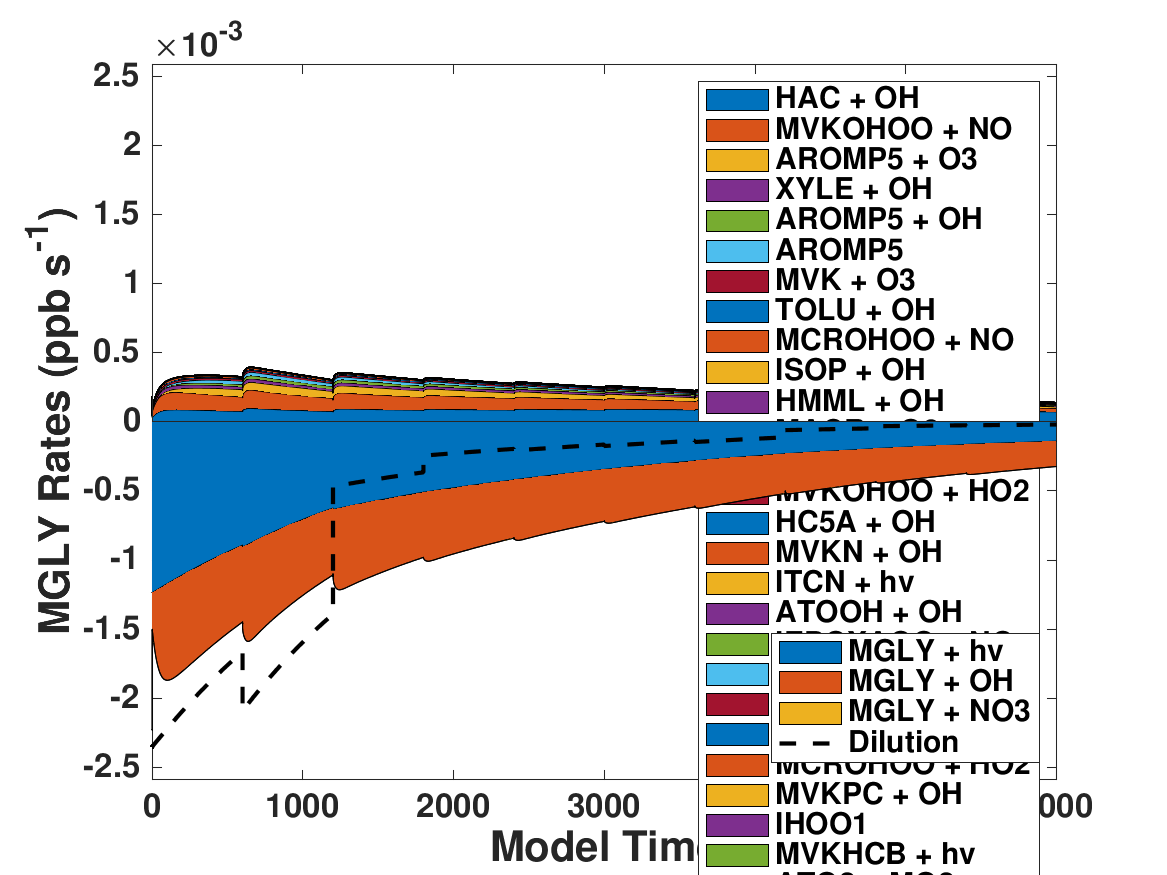 ×10-3
2.5
2
1.5
1
0.5
0
-0.5
-1
-1.5
-2
-2.5
MGLY Rates (ppb s-1)
0
1000
2000
3000
000
Model Tim
HAC + OH
MVKOHOO + NO
AROMP5 + O3
XYLE + OH
AROMP5 + OH
AROMP5
MVK + O3
TOLU + OH
MCROHOO + NO
ISOP + OH
HMML + OH
MVKOHOO + HO2
HC5A + OH
MVKN + OH
ITCN + hv
ATOOH + OH
MGLY + hv
MGLY + OH
MGLY + NO3
Dilution
MCROHOO + HO2
MVKPC + OH
IHOO1
MVKHCB + hv